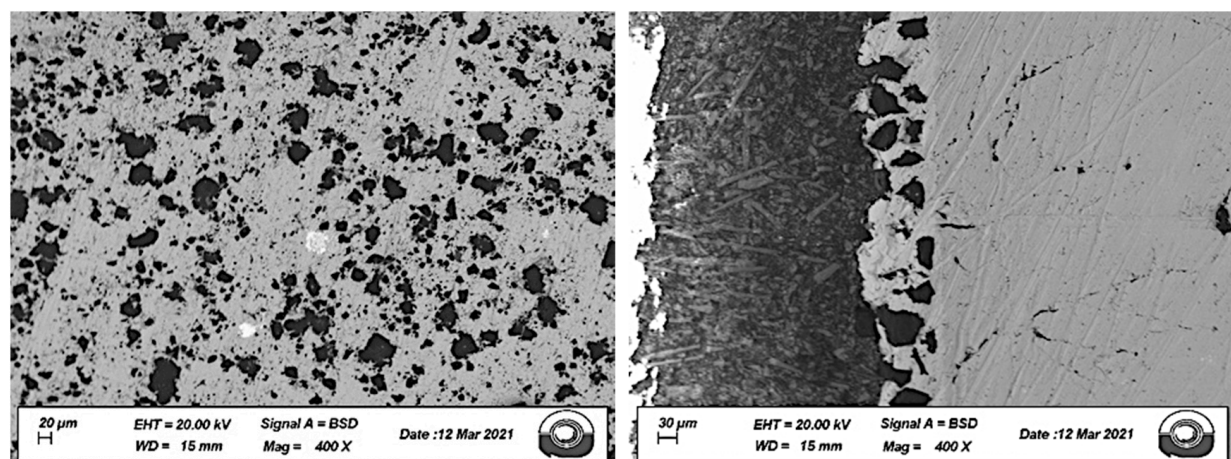 20 µm
EHT = 20.00 kV
Signal A = BSD
Date :12 Mar 2021
WD = 15 mm
Mag = 400 X
30 µm
EHT = 20.00 kV
Signal A = BSD
Date :12 Mar 2021
WD = 15 mm
Mag = 400 X